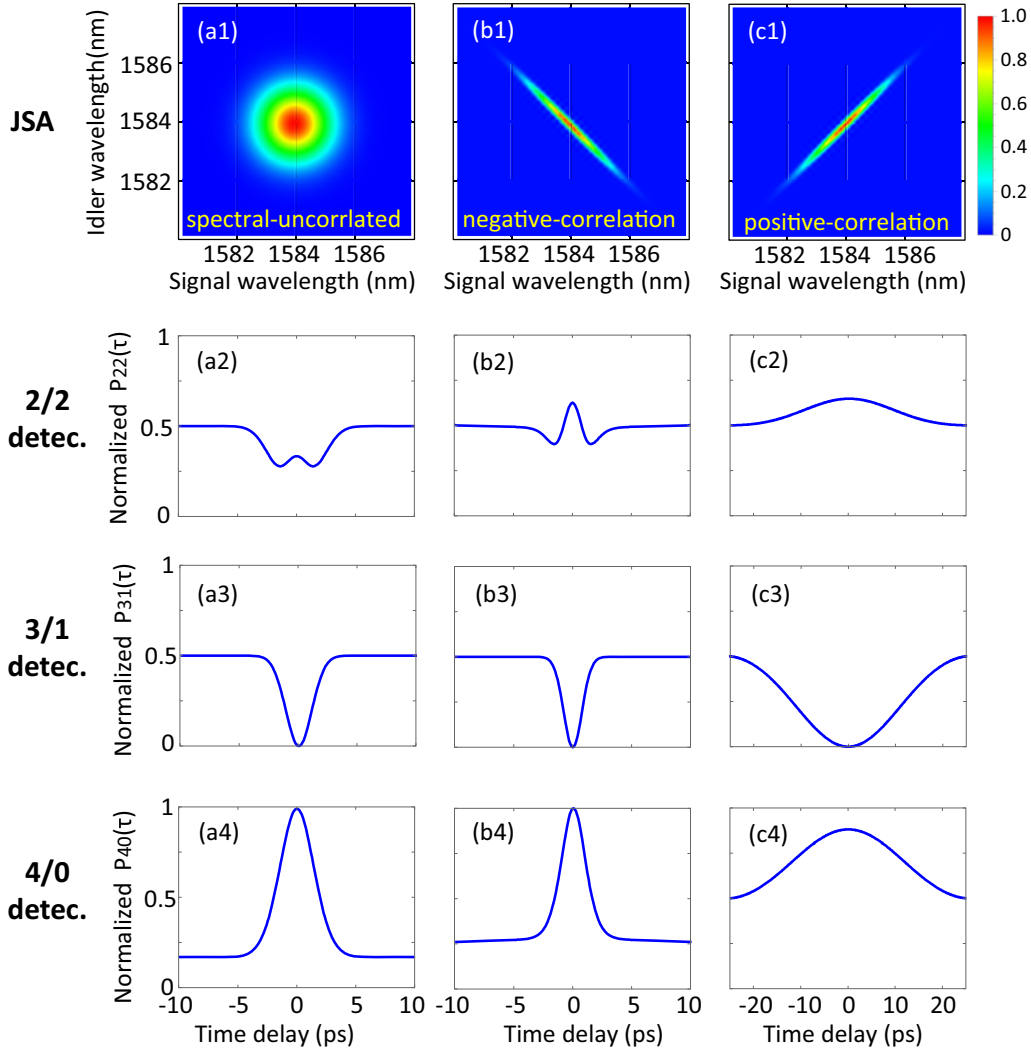 (a1) (b1) (c1)
1.0
0.8
0.6
0.4
0.2
0
JSA
Idler wavelength(nm)
1586
1584
1582
spectral-uncorrlated negative-correlation positive-correlation
1582 1584 1586 1582 1584 1586 1582 1584 1586
Signal wavelength (nm) Signal wavelength (nm) Signal wavelength (nm)
2/2
detec.
Normalized P22(τ)
1
0.5
0
(a2) (b2) (c2)
3/1
detec.
Normalized P31(τ)
1
0.5
0
(a3) (b3) (c3)
4/0
detec.
Normalized P40(τ)
1
0.5
0
(a4) (b4) (c4)
-10 -5 0 5 10 -10 -5 0 5 10 -20 -10 0 10 20
Time delay (ps) Time delay (ps) Time delay (ps)